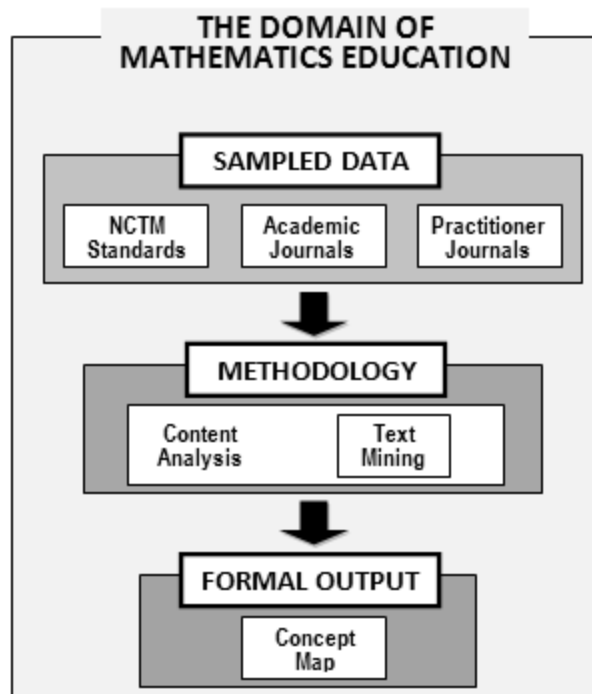 THE DOMAIN OF
MATHEMATICS EDUCATION
SAMPLED DATA
NCTM
Standards
Academic
Journals
Practitioner
Journals
METHODOLOGY
Content
Analysis
Text
Mining
FORMAL OUTPUT
Concept
Map